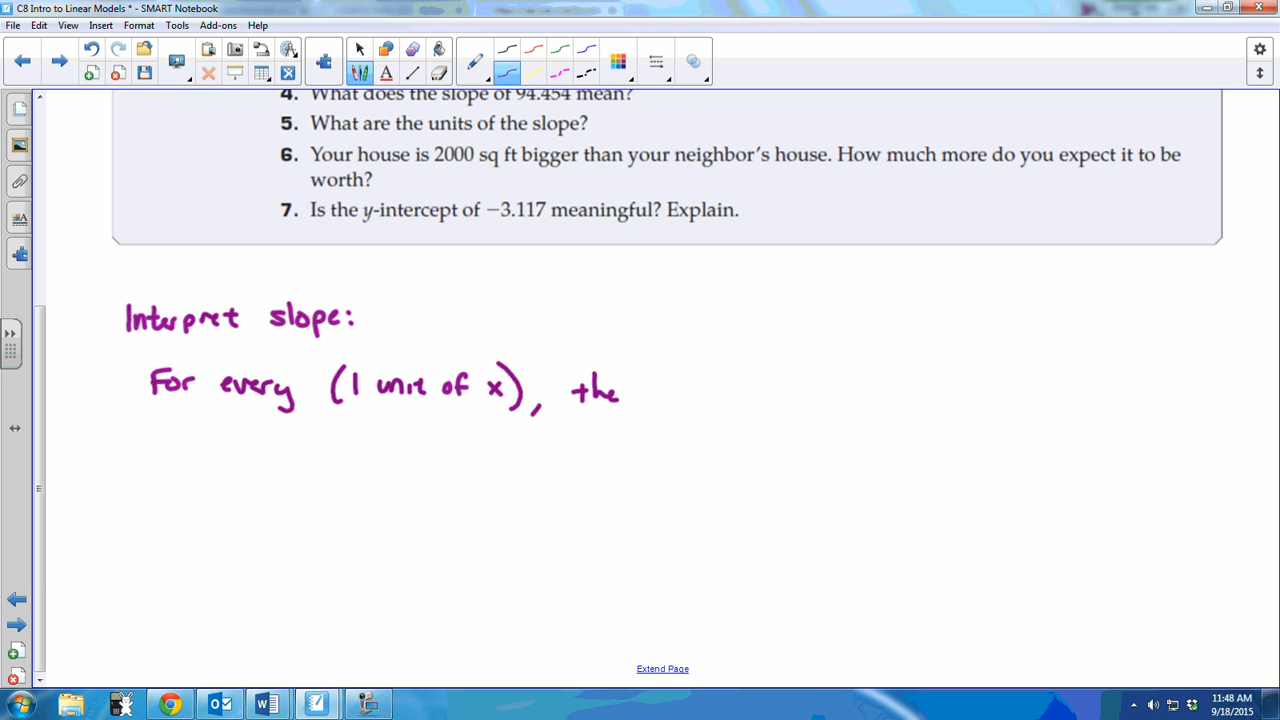 C8 Intro to Linear Models * - SMART Notebook
File Edit View Insert Format Tools Add-ons Help
4. What does the slope of 94.454 mean?
5. What are the units of the slope?
6. Your house is 2000 sq ft bigger than your neighbor's house. How much more do you expect it to be
worth?
7. Is the y-intercept of −3.117 meaningful? Explain.
Interpret slope:
For every (1 unit of x), the
Extend Page
11:48 AM
9/18/2015